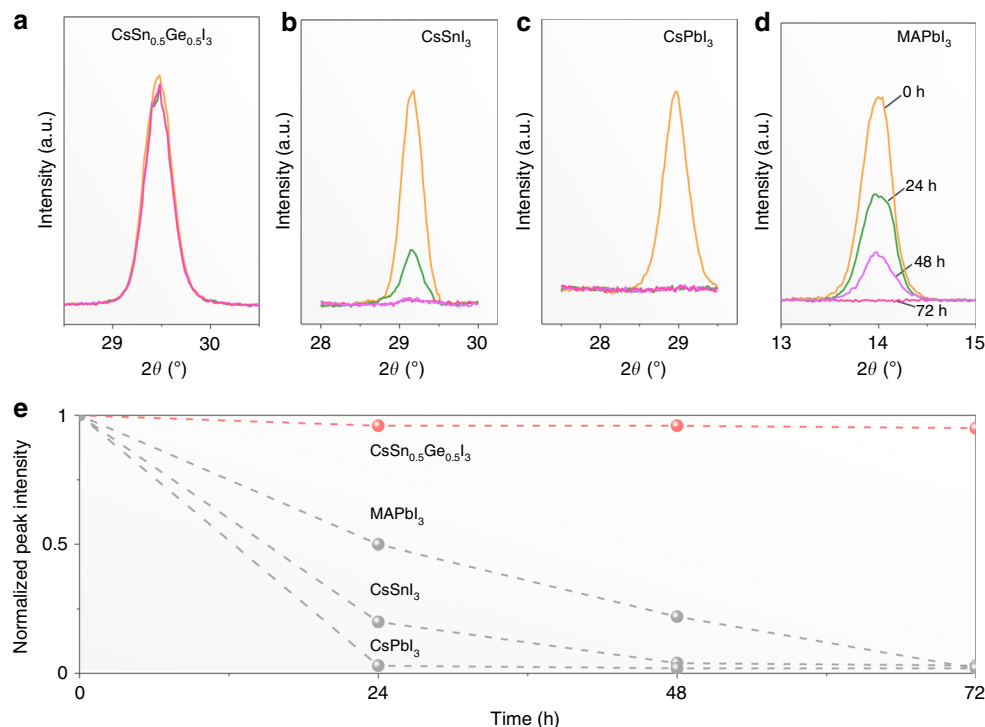 a
CsSn0.5Ge0.5I3
Intensity (a.u.)
29
30
2θ (°)
b
CsSnI3
Intensity (a.u.)
28
29
30
2θ (°)
c
CsPbI3
Intensity (a.u.)
28
29
2θ (°)
d
MAPbI3
0 h
24 h
48 h
72 h
Intensity (a.u.)
13
14
15
2θ (°)
e
Normalized peak intensity
1
0.5
0
CsSn0.5Ge0.5I3
MAPbI3
CsSnI3
CsPbI3
0
24
48
72
Time (h)